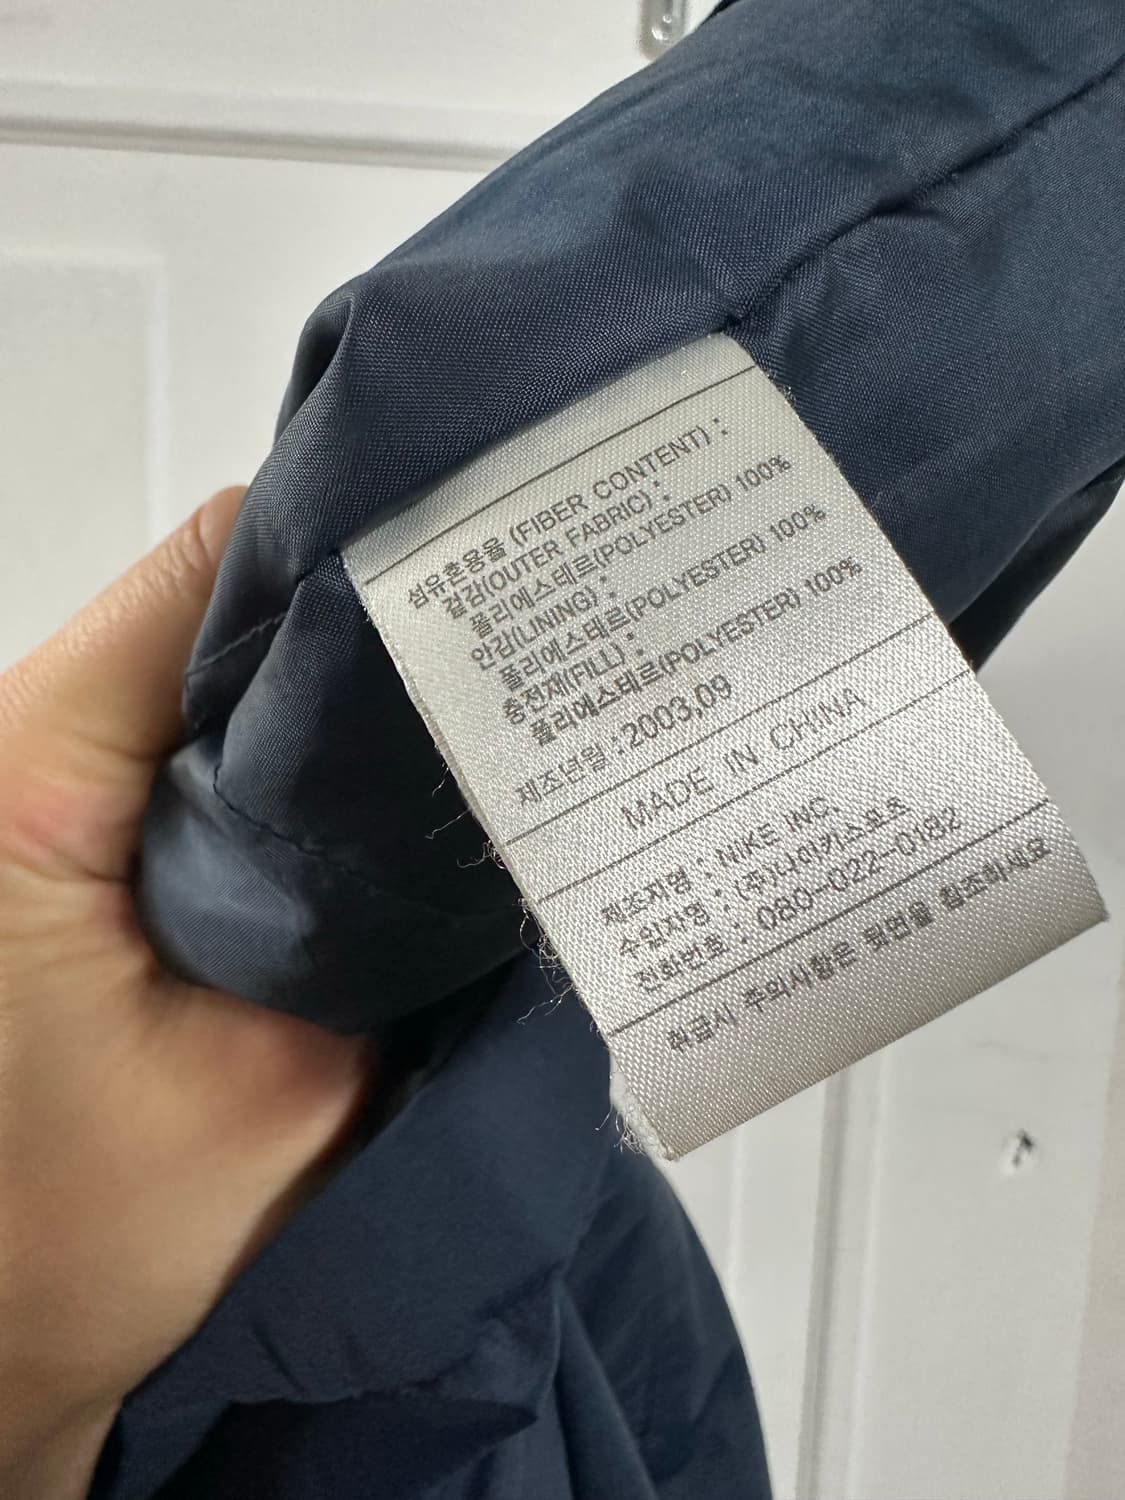 섬유혼용율 (FIBER CONTENT) :
겉감(OUTER FABRIC) :
폴리에스테르(POLYESTER) 100%
안감(LINING) :
폴리에스테르(POLYESTER) 100%
충전재(FILL) :
폴리에스테르(POLYESTER) 100%
제조년월 : 2003,09
MADE IN CHINA
제조자명 : NIKE INC.
수입자명 : (주)나이키스포츠
전화번호 : 080-022-0182
취급시 주의사항은 뒷면을 참조하세요